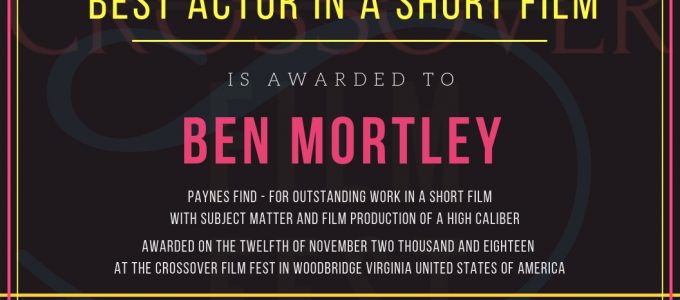 BEST ACTOR IN A SHORT FILM
CROSSOVER
IS AWARDED TO
FILM
BEN MORTLEY
PAYNES FIND - FOR OUTSTANDING WORK IN A SHORT FILM
WITH SUBJECT MATTER AND FILM PRODUCTION OF A HIGH CALIBER
AWARDED ON THE TWELFTH OF NOVEMBER TWO THOUSAND AND EIGHTEEN
AT THE CROSSOVER FILM FEST IN WOODBRIDGE VIRGINIA UNITED STATES OF AMERICA